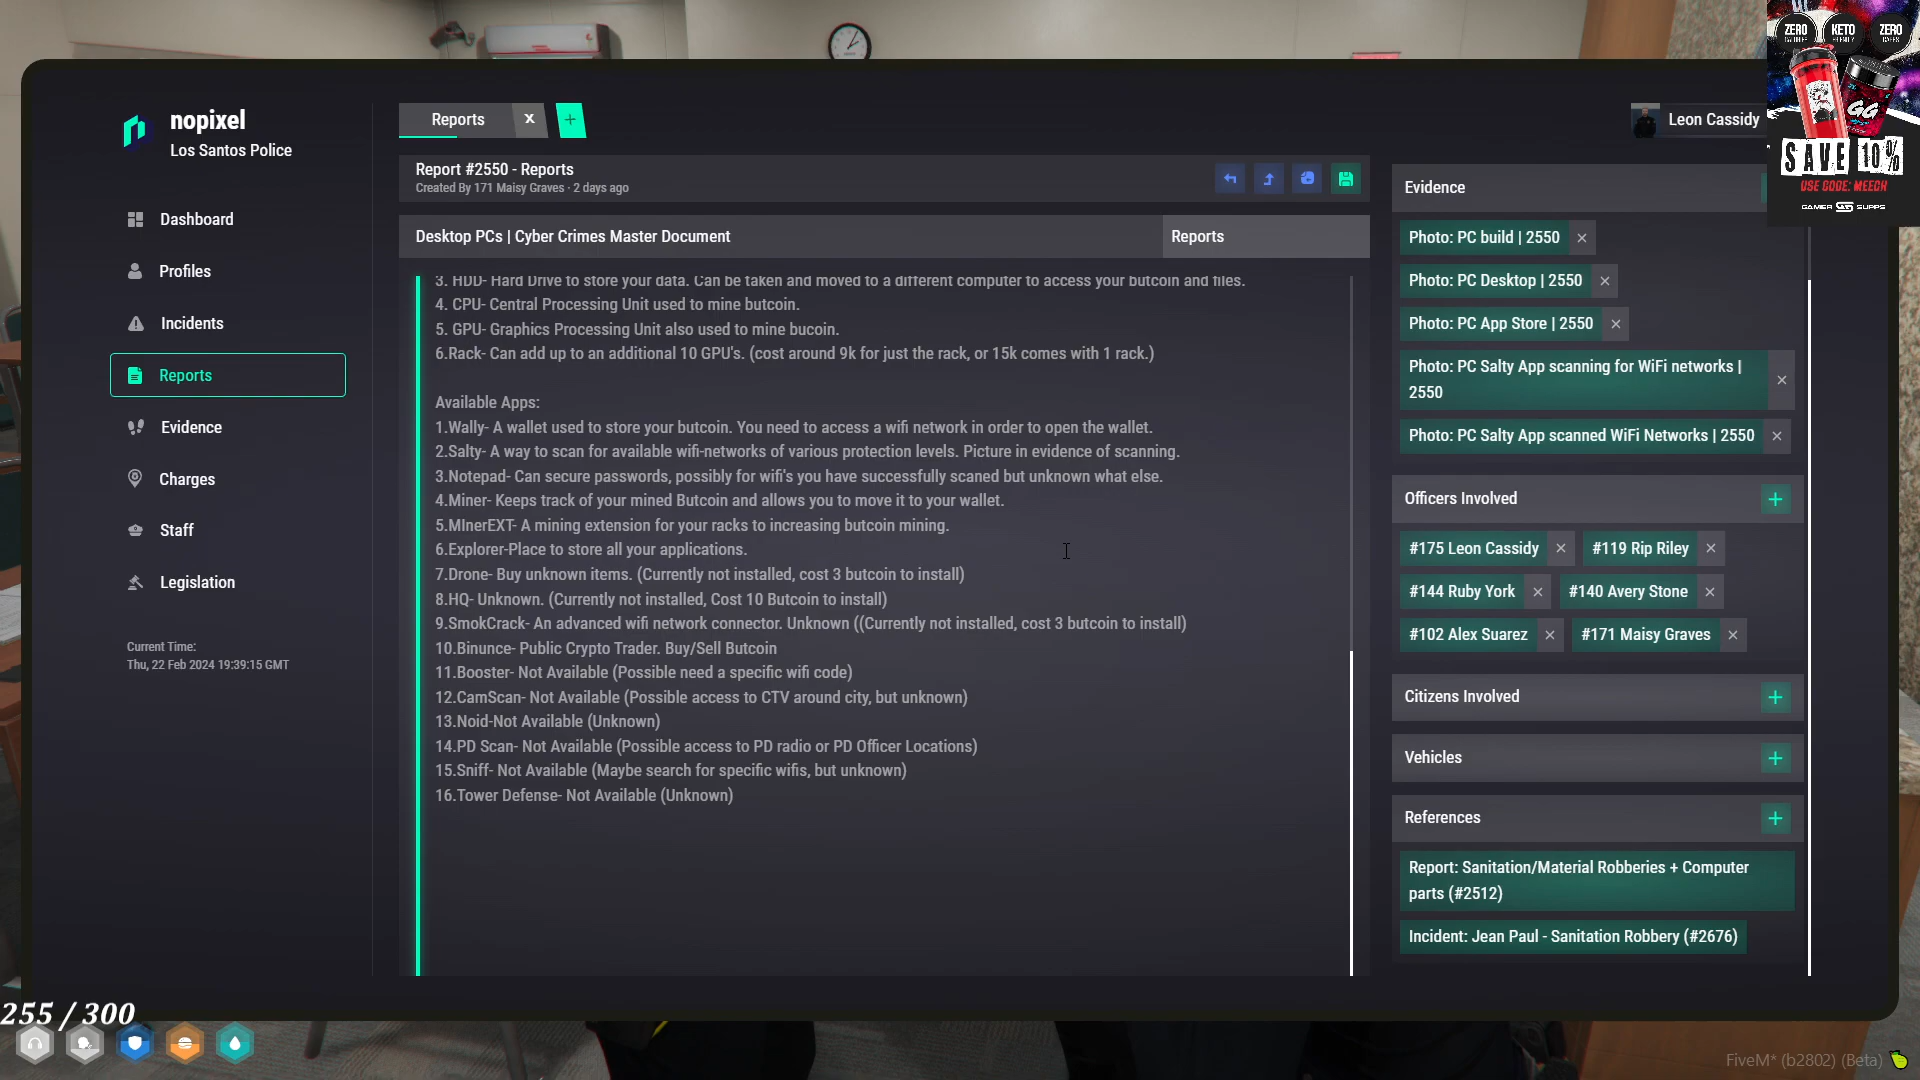 nopixel
Los Santos Police
Dashboard
Profiles
Incidents
Reports
Evidence
Charges
Staff
Legislation
Current Time:
Thu, 22 Feb 2024 19:39:15 GMT
Reports x +
Report #2550 - Reports
Created By 171 Maisy Graves · 2 days ago
Desktop PCs | Cyber Crimes Master Document
Reports
3. HDD- Hard Drive to store your data. Can be taken and moved to a different computer to access your butcoin and files.
4. CPU- Central Processing Unit used to mine butcoin.
5. GPU- Graphics Processing Unit also used to mine bucoin.
6.Rack- Can add up to an additional 10 GPU's. (cost around 9k for just the rack, or 15k comes with 1 rack.)
Available Apps:
1.Wally- A wallet used to store your butcoin. You need to access a wifi network in order to open the wallet.
2.Salty- A way to scan for available wifi-networks of various protection levels. Picture in evidence of scanning.
3.Notepad- Can secure passwords, possibly for wifi's you have successfully scaned but unknown what else.
4.Miner- Keeps track of your mined Butcoin and allows you to move it to your wallet.
5.MInerEXT- A mining extension for your racks to increasing butcoin mining.
6.Explorer-Place to store all your applications.
7.Drone- Buy unknown items. (Currently not installed, cost 3 butcoin to install)
8.HQ- Unknown. (Currently not installed, Cost 10 Butcoin to install)
9.SmokCrack- An advanced wifi network connector. Unknown ((Currently not installed, cost 3 butcoin to install)
10.Binunce- Public Crypto Trader. Buy/Sell Butcoin
11.Booster- Not Available (Possible need a specific wifi code)
12.CamScan- Not Available (Possible access to CTV around city, but unknown)
13.Noid-Not Available (Unknown)
14.PD Scan- Not Available (Possible access to PD radio or PD Officer Locations)
15.Sniff- Not Available (Maybe search for specific wifis, but unknown)
16.Tower Defense- Not Available (Unknown)
Leon Cassidy
Evidence
Photo: PC build | 2550 ×
Photo: PC Desktop | 2550 ×
Photo: PC App Store | 2550 ×
Photo: PC Salty App scanning for WiFi networks |
2550 ×
Photo: PC Salty App scanned WiFi Networks | 2550 ×
Officers Involved +
#175 Leon Cassidy × #119 Rip Riley ×
#144 Ruby York × #140 Avery Stone ×
#102 Alex Suarez × #171 Maisy Graves ×
Citizens Involved +
Vehicles +
References +
Report: Sanitation/Material Robberies + Computer
parts (#2512)
Incident: Jean Paul - Sanitation Robbery (#2676)
ZERO KETO ZERO
GG
SAVE 10%
USE CODE: MEECH
GAMER SUPPS
255 / 300
FiveM* (b2802) (Beta)